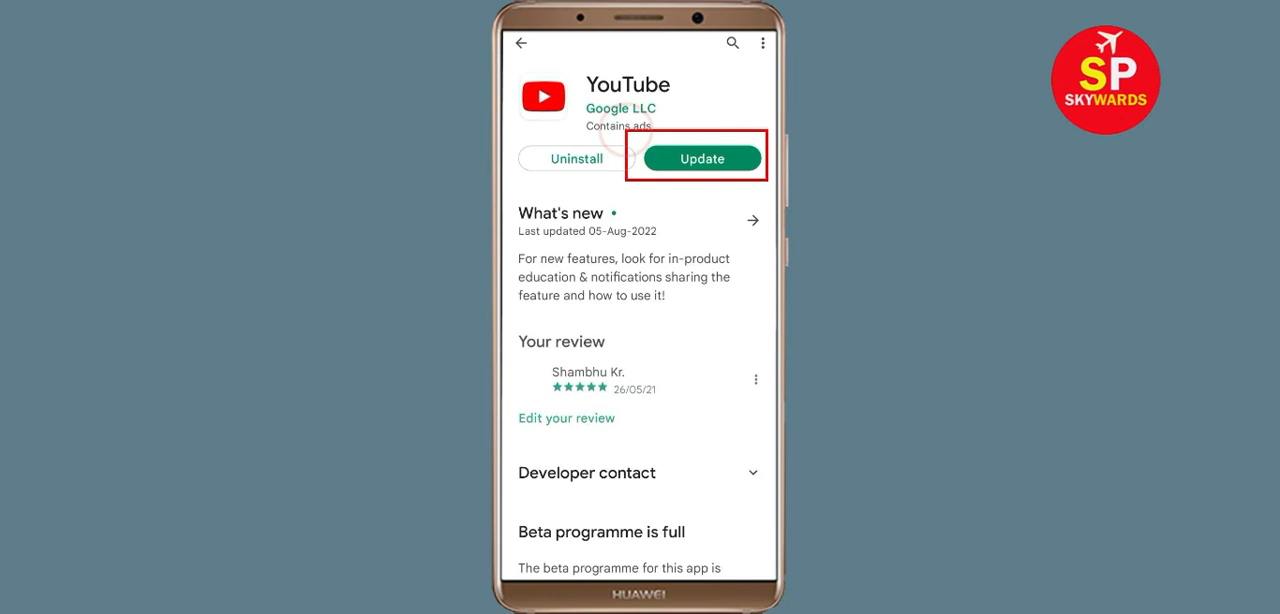 YouTube
Google LLC
Contains ads
Uninstall
Update
What's new •
Last updated 05-Aug-2022
For new features, look for in-product
education & notifications sharing the
feature and how to use it!
Your review
Shambhu Kr.
26/05/21
Edit your review
Developer contact
Beta programme is full
The beta programme for this app is
HUAWEI
SP
SKYWARDS